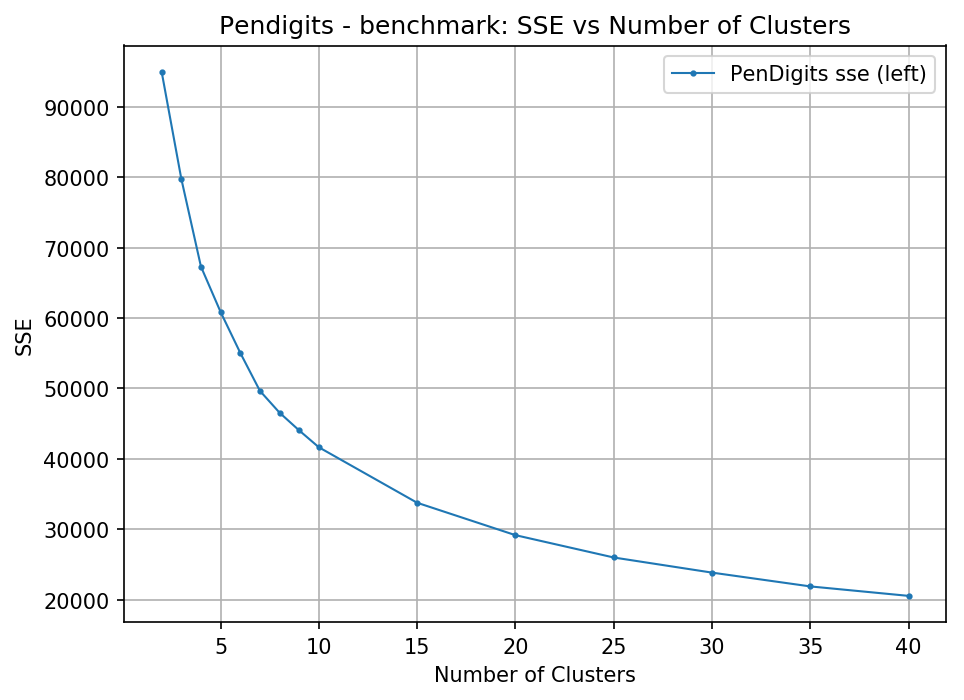 Pendigits - benchmark: SSE vs Number of Clusters
PenDigits sse (left)
90000
80000
70000
60000
50000
40000
30000
20000
SSE
5 10 15 20 25 30 35 40
Number of Clusters